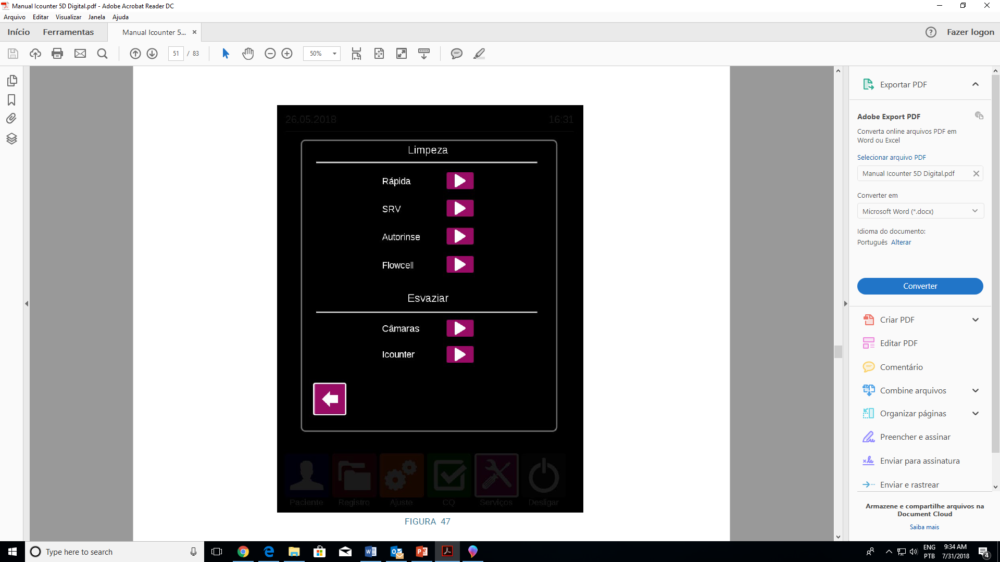 Manual Icounter 5D Digital.pdf - Adobe Acrobat Reader DC
Arquivo Editar Visualizar Janela Ajuda
Início Ferramentas Manual Icounter 5... × Fazer logon
51 / 83 50%
26.05.2018 16:31
Limpeza
Rápida
SRV
Autorinse
Flowcell
Esvaziar
Câmaras
Icounter
Paciente Registro Ajuste CQ Serviços Desligar
FIGURA 47
Exportar PDF
Adobe Export PDF
Converta online arquivos PDF em
Word ou Excel
Selecionar arquivo PDF
Manual Icounter 5D Digital.pdf
Converter em
Microsoft Word (*.docx)
Idioma do documento:
Português Alterar
Converter
Criar PDF
Editar PDF
Comentário
Combine arquivos
Organizar páginas
Preencher e assinar
Enviar para assinatura
Enviar e rastrear
Armazene e compartilhe arquivos na
Document Cloud
Saiba mais
Type here to search
ENG
PTB
9:34 AM
7/31/2018
4